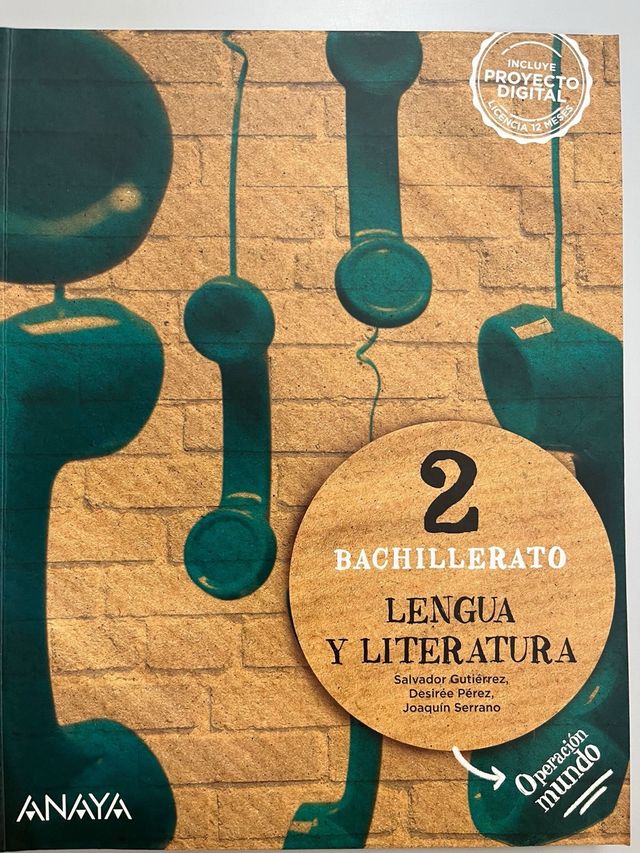 INCLUYE
PROYECTO
DIGITAL
LICENCIA 12 MESES
2
BACHILLERATO
LENGUA
Y LITERATURA
Salvador Gutiérrez,
Desirée Pérez,
Joaquín Serrano
Operación
mundo
ANAYA